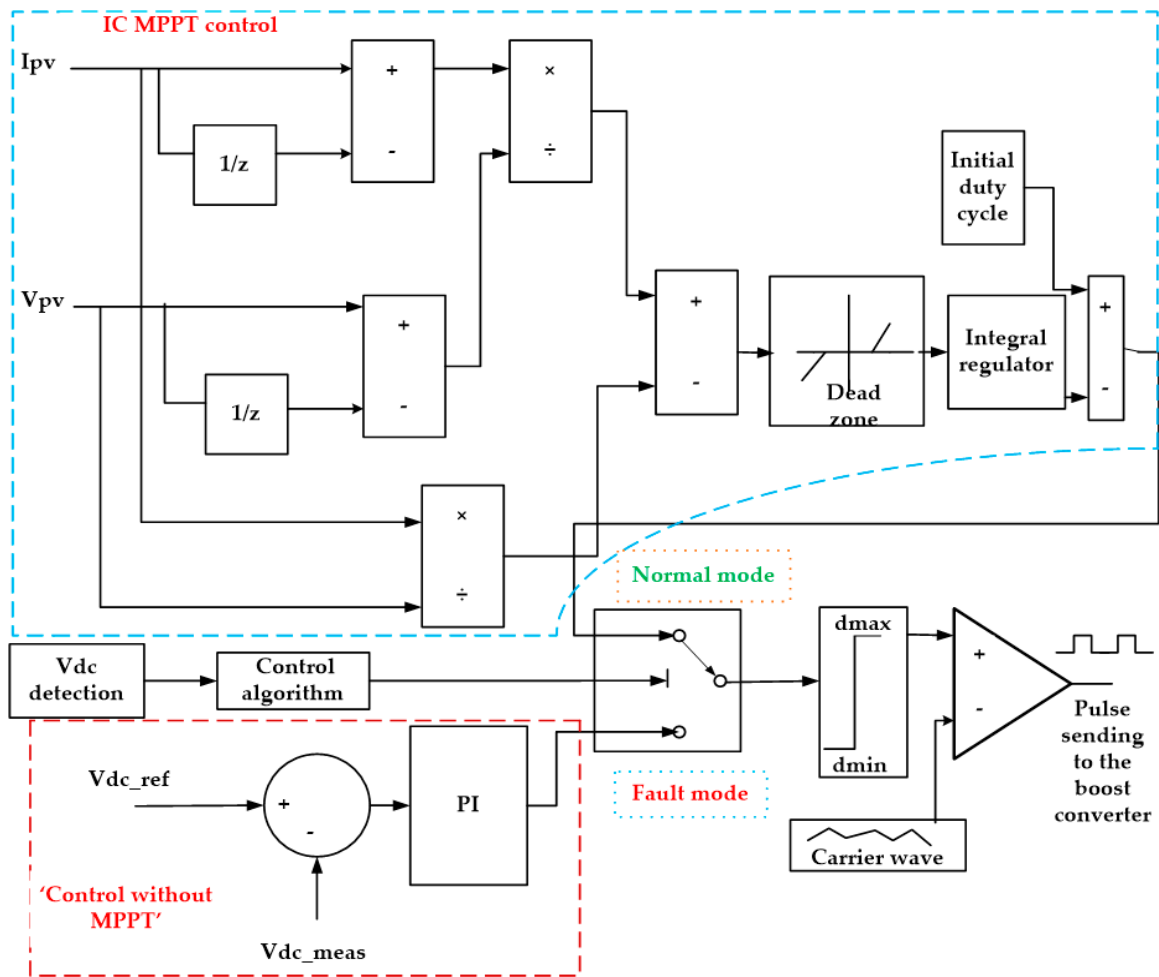 IC MPPT control
Ipv
+
-
×
÷
1/z
Initial
duty
cycle
Vpv
+
-
1/z
+
-
Dead
zone
Integral
regulator
+
-
×
÷
Normal mode
Vdc
detection
Control
algorithm
dmax
dmin
+
-
Pulse
sending
to the
boost
converter
Vdc_ref
+
-
PI
Fault mode
Carrier wave
‘Control without
MPPT’
Vdc_meas